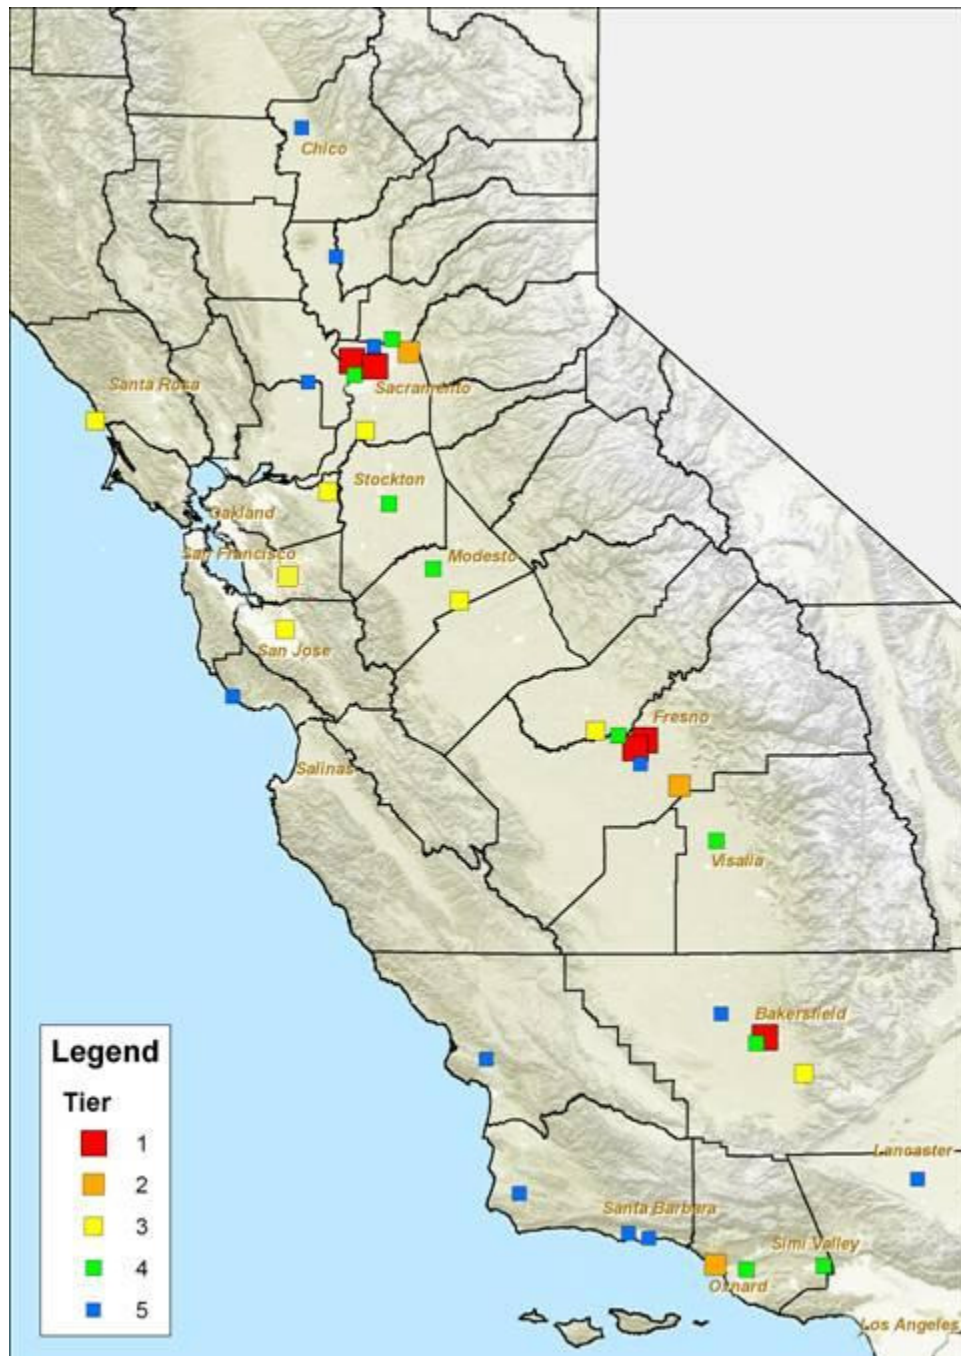 Chico
Santa Rosa
Sacramento
Stockton
Oakland
San Francisco
Modesto
San Jose
Fresno
Salinas
Visalia
Bakersfield
Legend
Tier
1
2
3
4
5
Lancaster
Santa Barbara
Simi Valley
Oxnard
Los Angeles